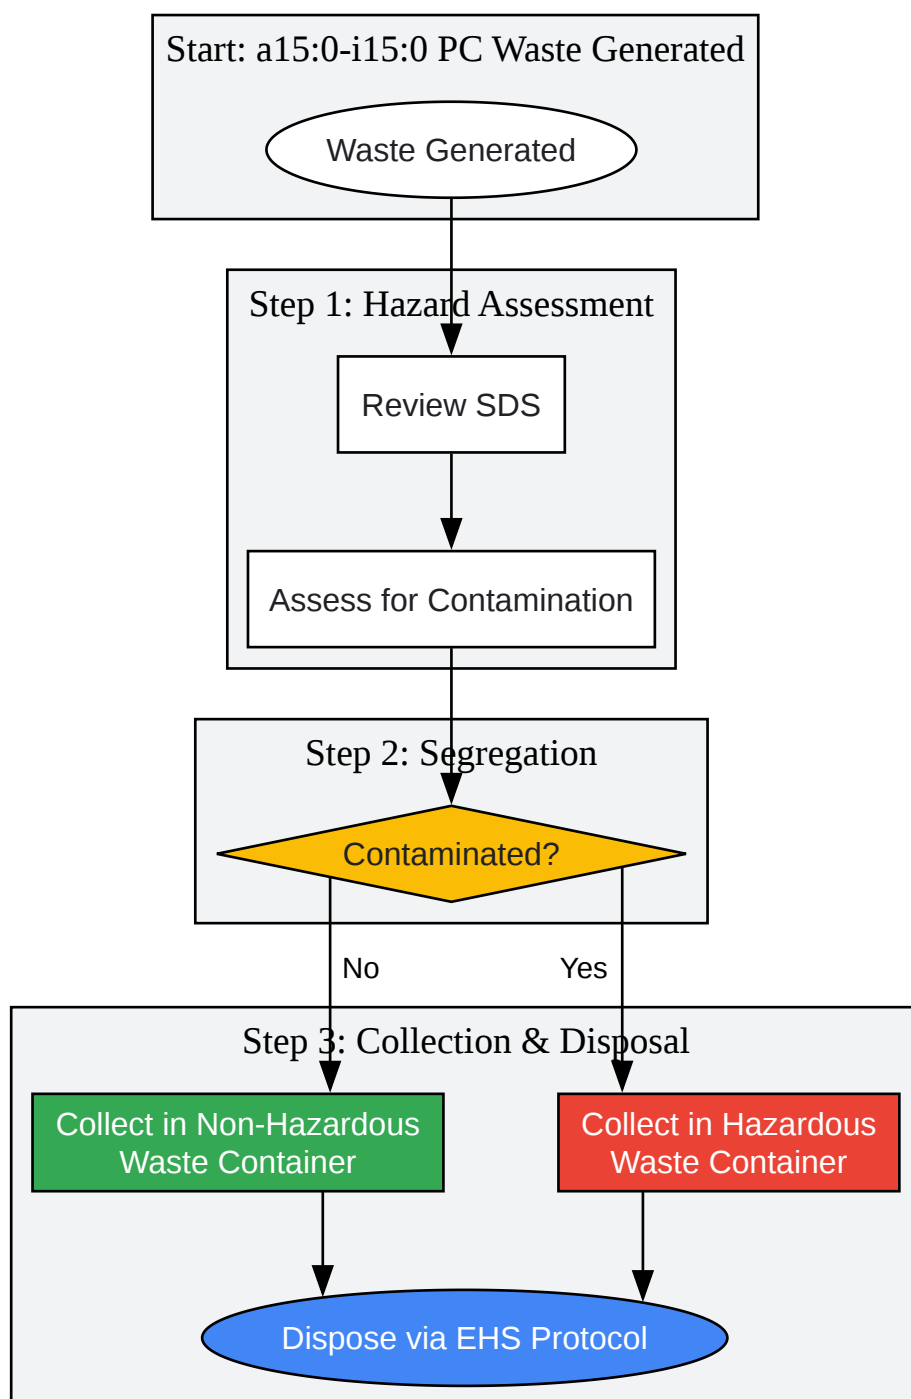 Start: a15:0-i15:0 PC Waste Generated
Waste Generated
Step 1: Hazard Assessment
Review SDS
Assess for Contamination
Step 2: Segregation
Contaminated?
No
Yes
Step 3: Collection & Disposal
Collect in Non-Hazardous
Waste Container
Collect in Hazardous
Waste Container
Dispose via EHS Protocol